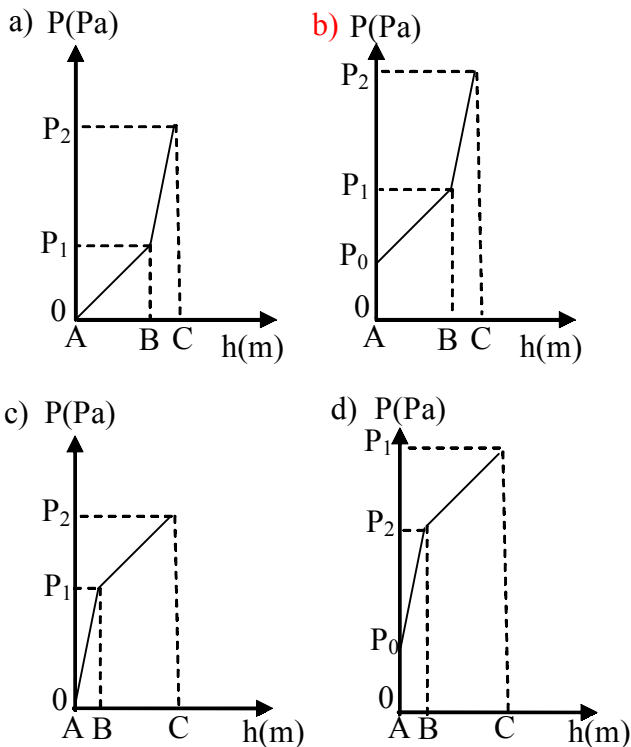 a) P(Pa)
P2
P1
0
A B C h(m)
b) P(Pa)
P2
P1
P0
0
A B C h(m)
c) P(Pa)
P2
P1
0
A B C h(m)
d) P(Pa)
P1
P2
P0
0
A B C h(m)